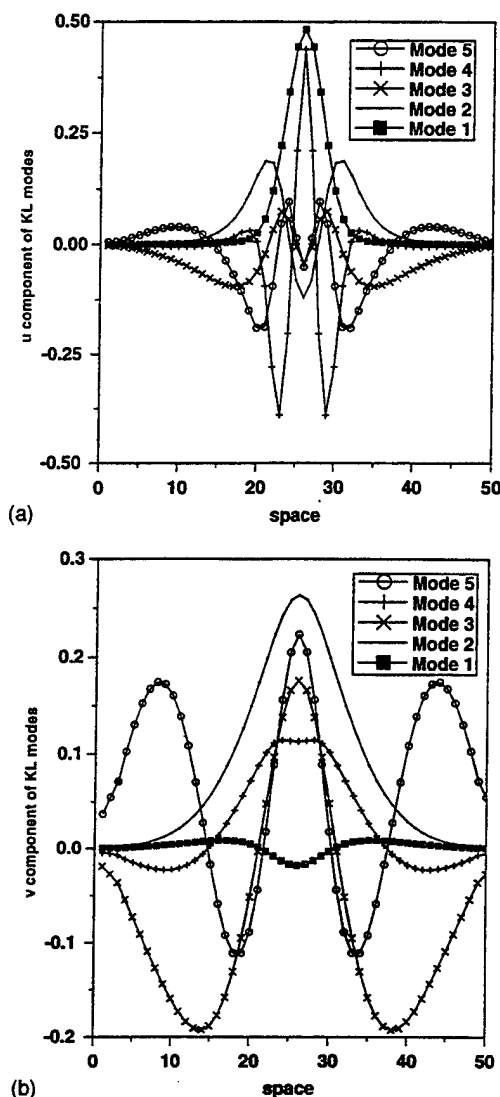 0.50
0.25
0.00
-0.25
-0.50
u component of KL modes
Mode 5
Mode 4
Mode 3
Mode 2
Mode 1
0
10
20
30
40
50
space
(a)
0.3
0.2
0.1
0.0
-0.1
-0.2
v component of KL modes
Mode 5
Mode 4
Mode 3
Mode 2
Mode 1
0
10
20
30
40
50
space
(b)